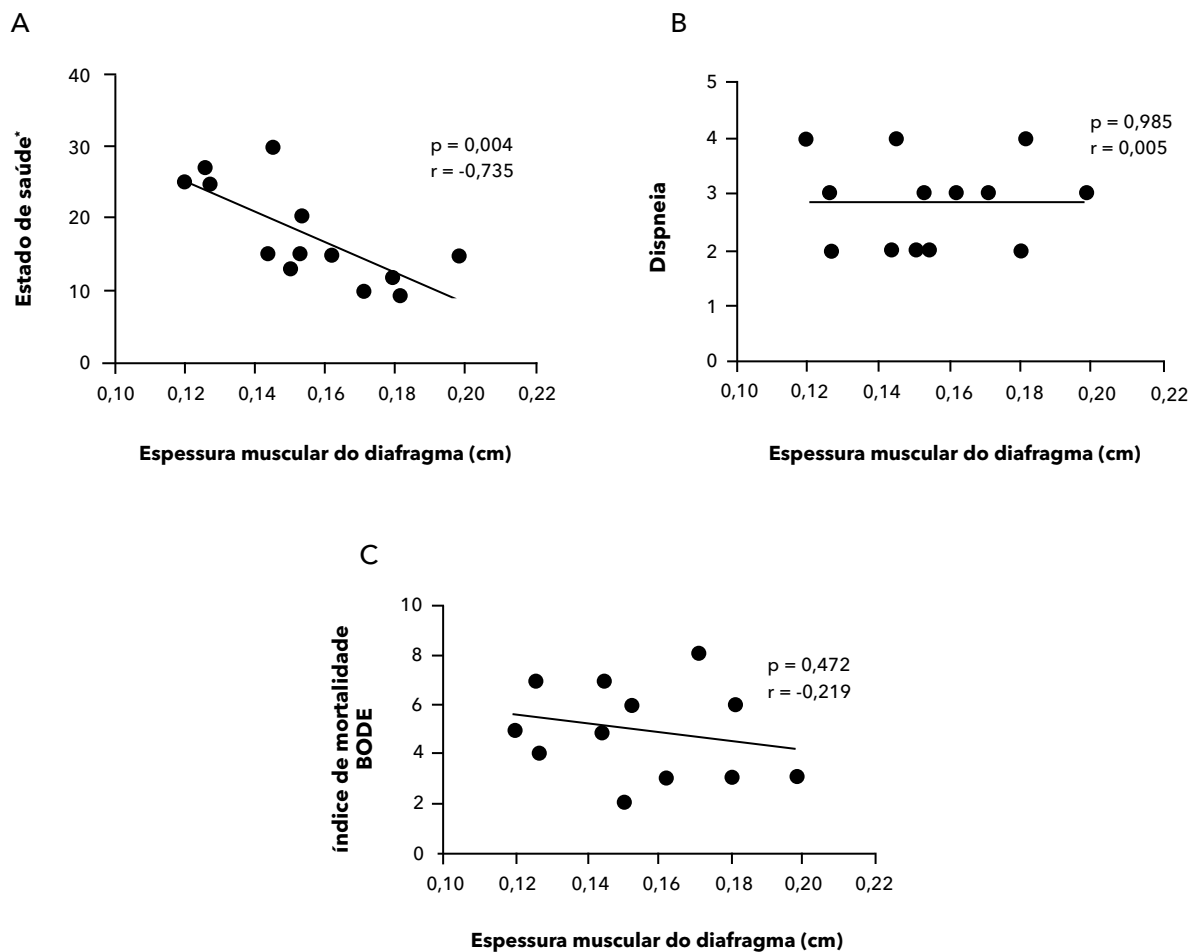 A
40
30
20
10
0
Estado de saúde*
p = 0,004
r = -0,735
0,10 0,12 0,14 0,16 0,18 0,20 0,22
Espessura muscular do diafragma (cm)
B
5
4
3
2
1
0
Dispneia
p = 0,985
r = 0,005
0,10 0,12 0,14 0,16 0,18 0,20 0,22
Espessura muscular do diafragma (cm)
C
10
8
6
4
2
0
índice de mortalidade
BODE
p = 0,472
r = -0,219
0,10 0,12 0,14 0,16 0,18 0,20 0,22
Espessura muscular do diafragma (cm)